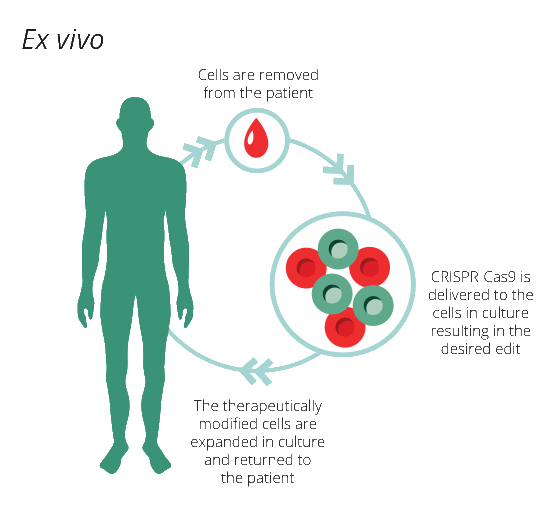 Ex vivo
Cells are removed
from the patient
CRISPR Cas9 is
delivered to the
cells in culture
resulting in the
desired edit
The therapeutically
modified cells are
expanded in culture
and returned to
the patient